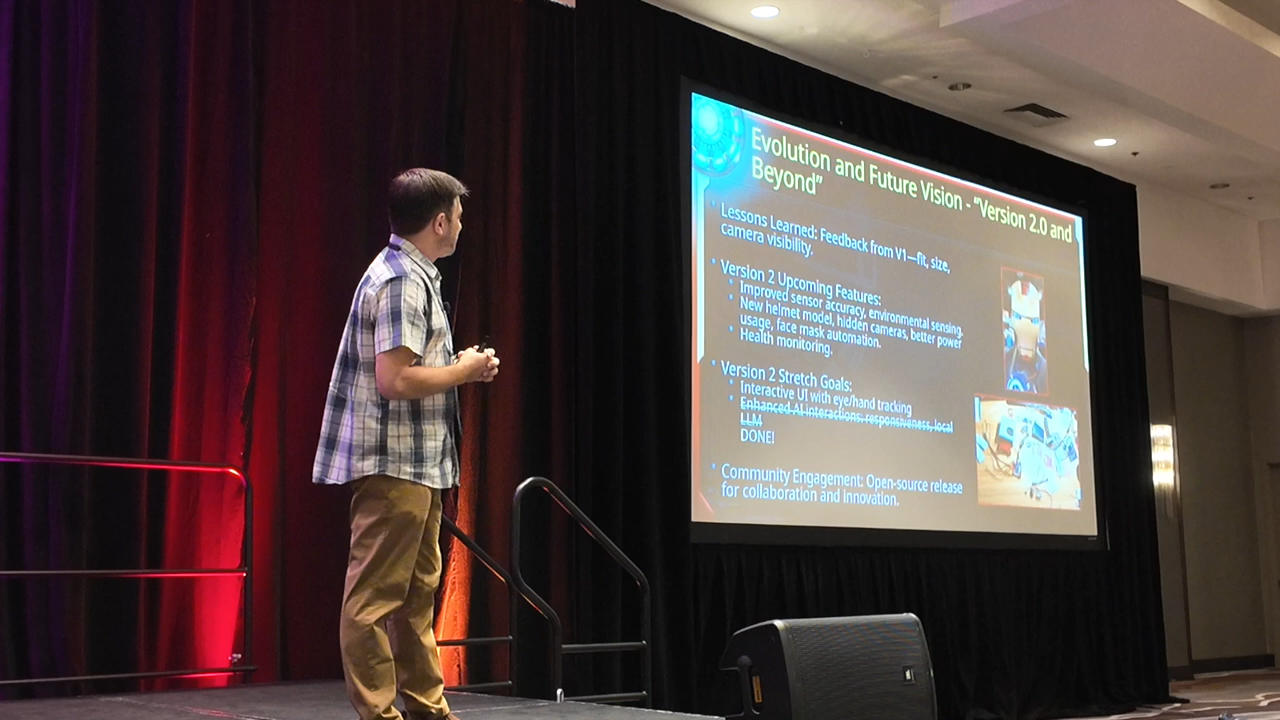 Evolution and Future Vision - "Version 2.0 and
Beyond"
Lessons Learned: Feedback from V1—fit, size,
camera visibility.
Version 2 Upcoming Features:
Improved sensor accuracy, environmental sensing.
New helmet model, hidden cameras, better power
usage, face mask automation.
Health monitoring.
Version 2 Stretch Goals:
Interactive UI with eye/hand tracking
Enhanced AI interactions: responsiveness, local
LLM
DONE!
Community Engagement: Open-source release
for collaboration and innovation.